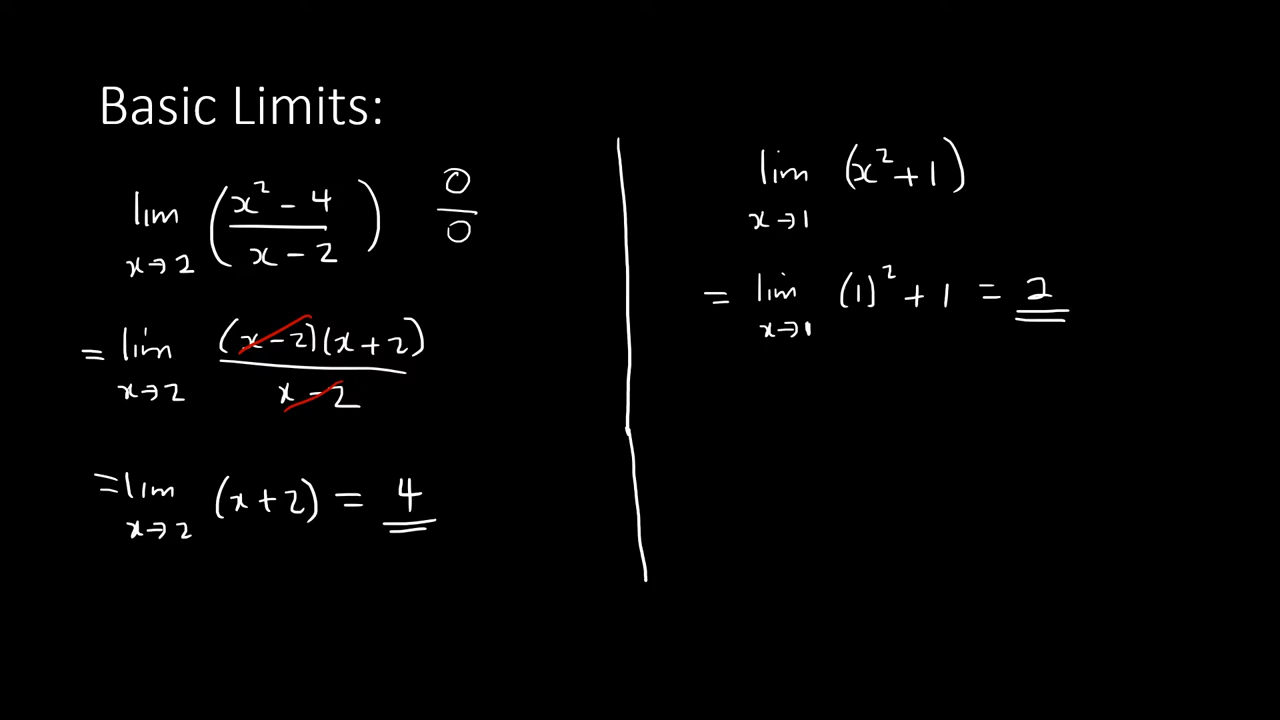 Basic Limits:
lim x→2 (x² - 4 / x - 2) 0/0
= lim x→2 (x - 2)(x + 2) / x - 2
= lim x→2 (x + 2) = 4
lim x→1 (x² + 1)
= lim x→1 (1)² + 1 = 2